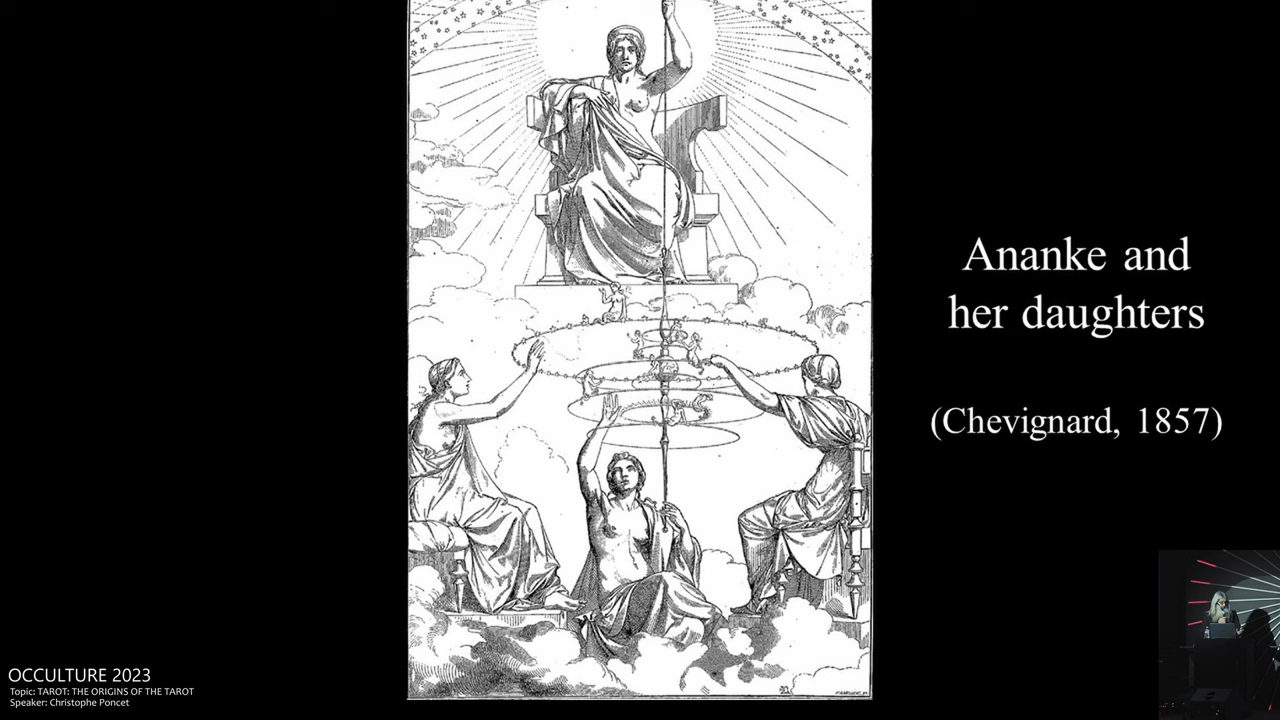 Ananke and
her daughters
(Chevignard, 1857)
OCCULTURE 2023
Topic: TAROT: THE ORIGINS OF THE TAROT
Speaker: Christophe Poncet